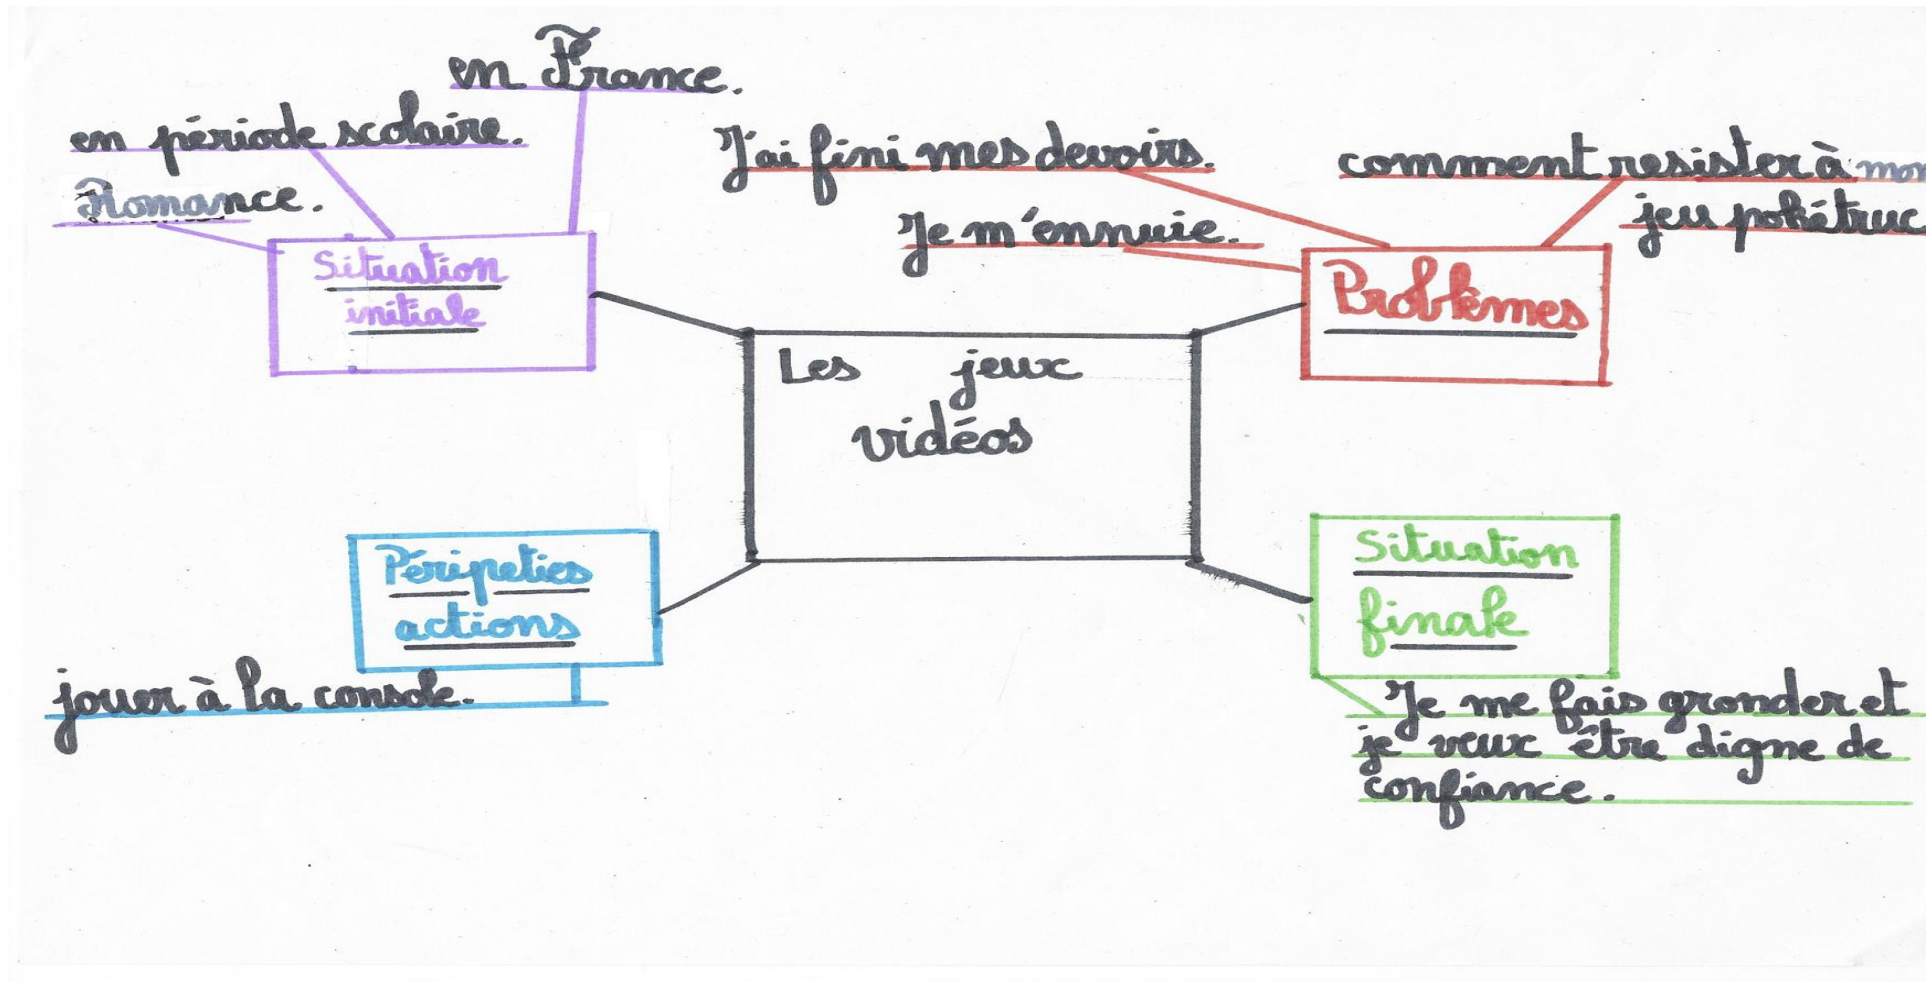 en France.
en période scolaire.
Romance.
Situation
initiale
J'ai fini mes devoirs.
Je m'ennuie.
comment resister à mon
jeu pokétruc
Problèmes
Les jeux
vidéos
Péripeties
actions
jouer à la console.
Situation
finale
Je me fais gronder et
je veux être digne de
confiance.